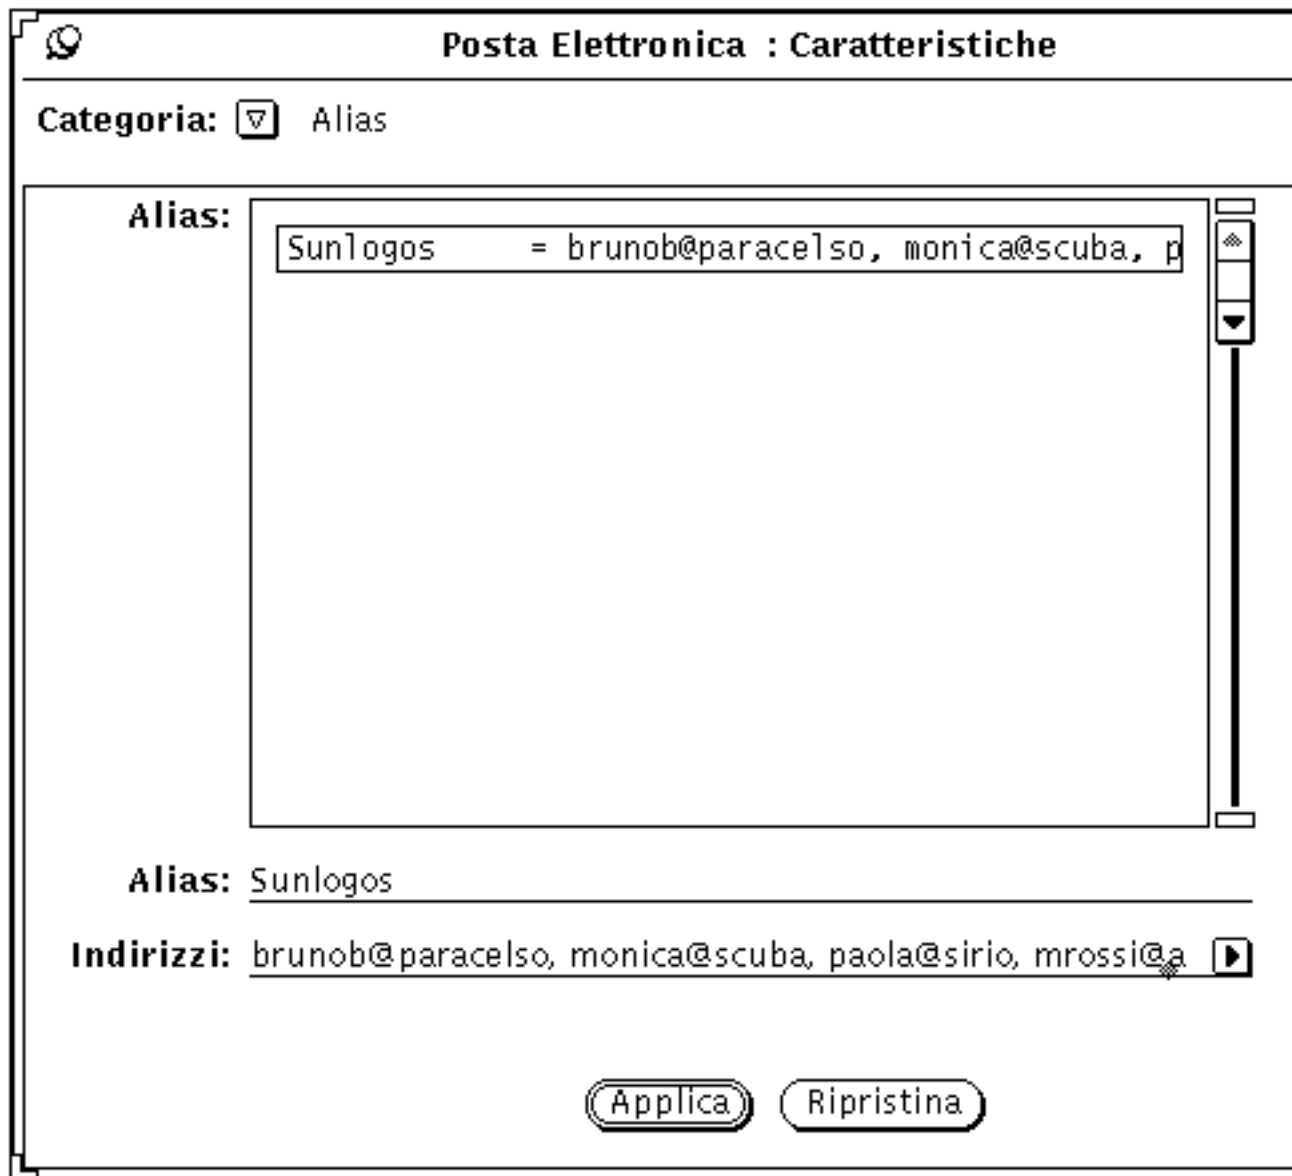 Posta Elettronica : Caratteristiche
Categoria: Alias
Alias:
Sunlogos = brunob@paracelso, monica@scuba, p
Alias: Sunlogos
Indirizzi: brunob@paracelso, monica@scuba, paola@sirio, mrossi@a
Applica Ripristina